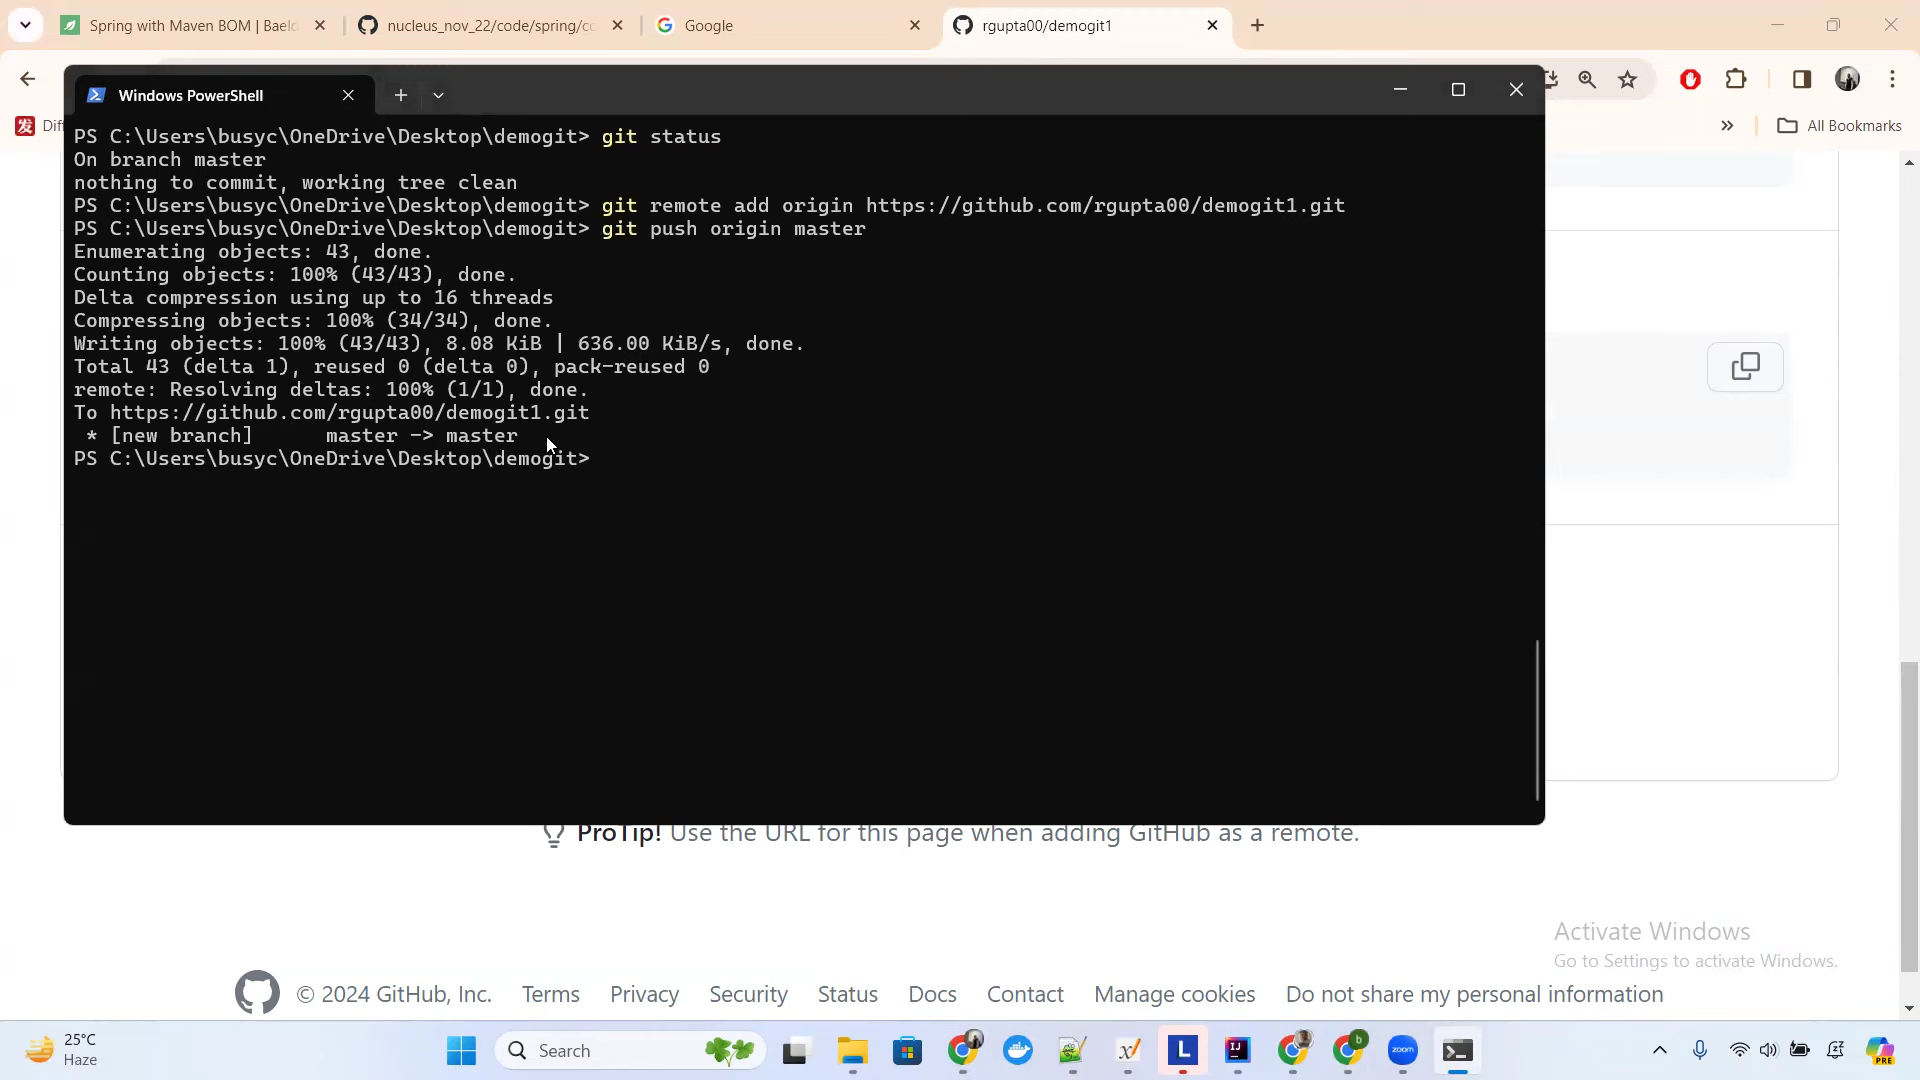 Spring with Maven BOM | Baeld
nucleus_nov_22/code/spring/co
Google
rgupta00/demogit1
Windows PowerShell
All Bookmarks
PS C:\Users\busyc\OneDrive\Desktop\demogit> git status
On branch master
nothing to commit, working tree clean
PS C:\Users\busyc\OneDrive\Desktop\demogit> git remote add origin https://github.com/rgupta00/demogit1.git
PS C:\Users\busyc\OneDrive\Desktop\demogit> git push origin master
Enumerating objects: 43, done.
Counting objects: 100% (43/43), done.
Delta compression using up to 16 threads
Compressing objects: 100% (34/34), done.
Writing objects: 100% (43/43), 8.08 KiB | 636.00 KiB/s, done.
Total 43 (delta 1), reused 0 (delta 0), pack-reused 0
remote: Resolving deltas: 100% (1/1), done.
To https://github.com/rgupta00/demogit1.git
* [new branch] master -> master
PS C:\Users\busyc\OneDrive\Desktop\demogit>
ProTip! Use the URL for this page when adding GitHub as a remote.
Activate Windows
Go to Settings to activate Windows.
© 2024 GitHub, Inc. Terms Privacy Security Status Docs Contact Manage cookies Do not share my personal information
25°C
Haze
Search
zoom
PRE